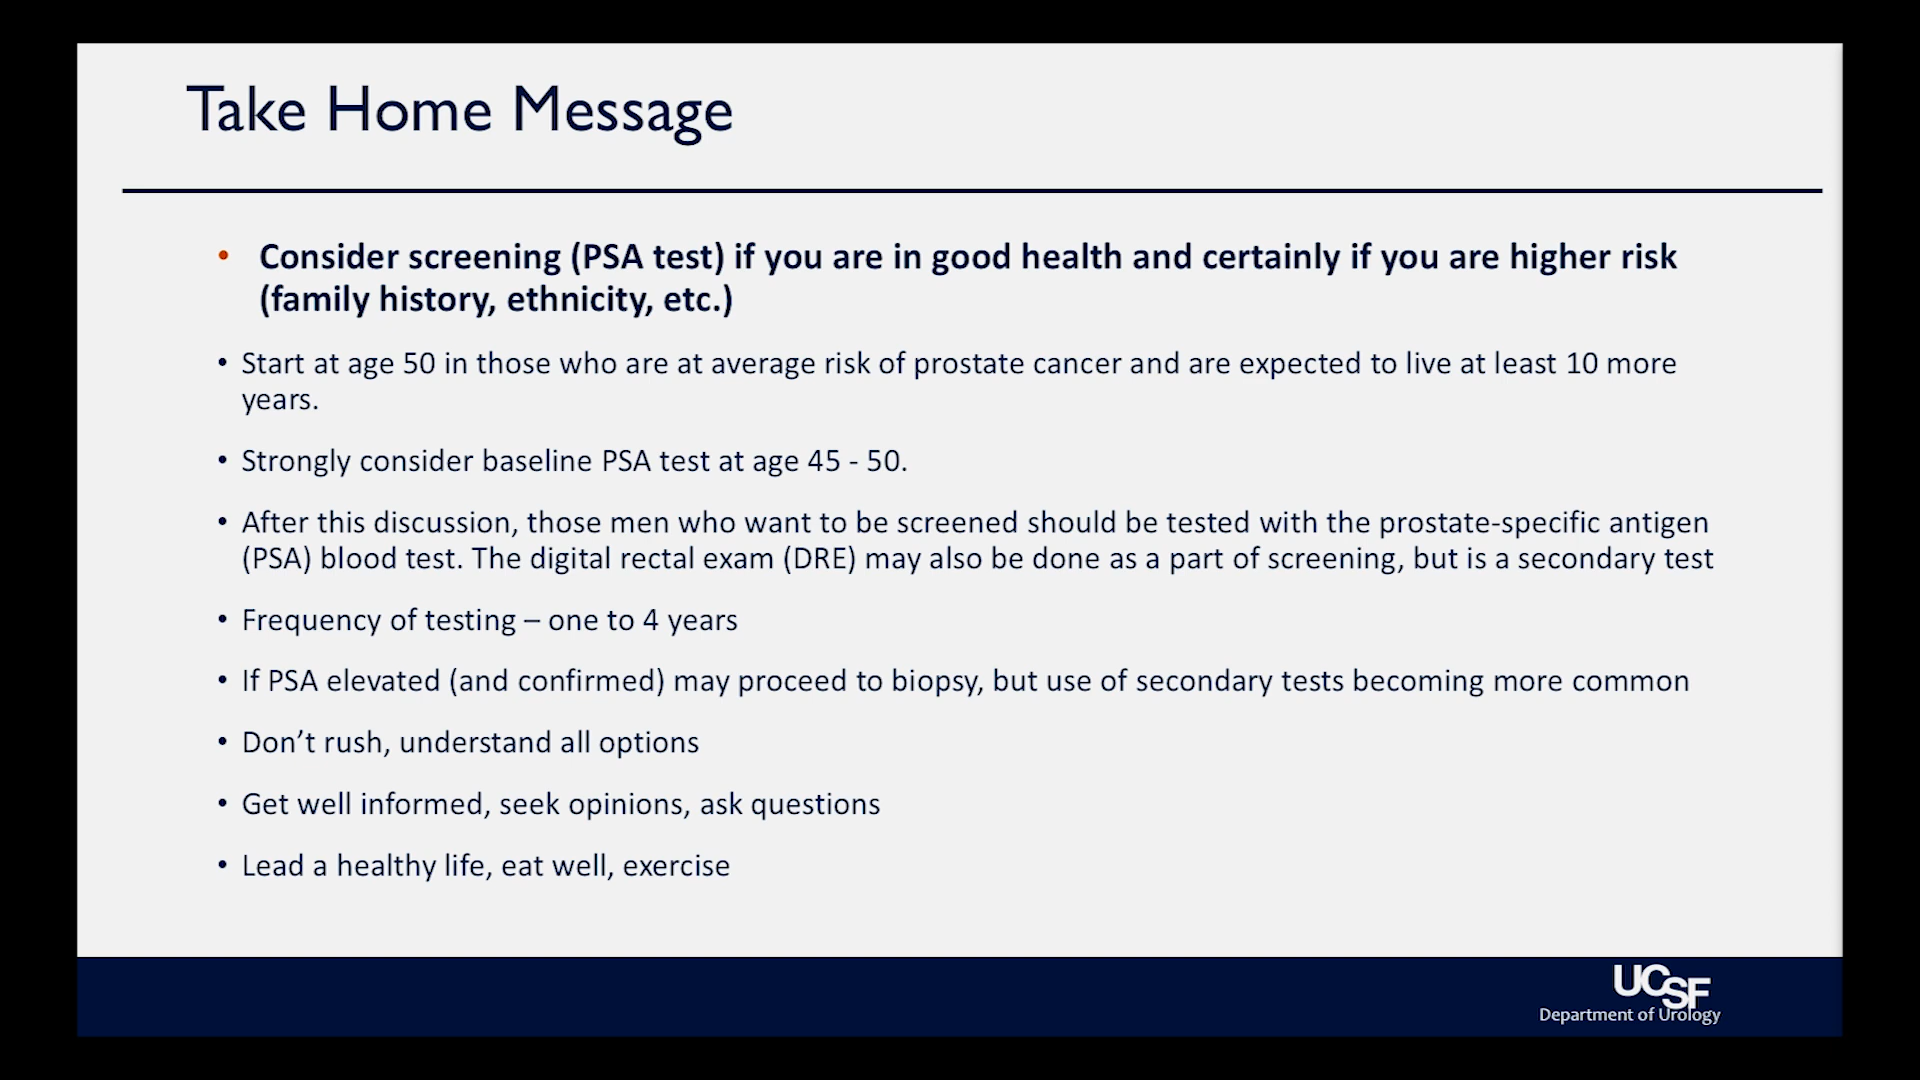 Take Home Message
• Consider screening (PSA test) if you are in good health and certainly if you are higher risk
(family history, ethnicity, etc.)
• Start at age 50 in those who are at average risk of prostate cancer and are expected to live at least 10 more
years.
• Strongly consider baseline PSA test at age 45 - 50.
• After this discussion, those men who want to be screened should be tested with the prostate-specific antigen
(PSA) blood test. The digital rectal exam (DRE) may also be done as a part of screening, but is a secondary test
• Frequency of testing – one to 4 years
• If PSA elevated (and confirmed) may proceed to biopsy, but use of secondary tests becoming more common
• Don’t rush, understand all options
• Get well informed, seek opinions, ask questions
• Lead a healthy life, eat well, exercise
UCSF
Department of Urology